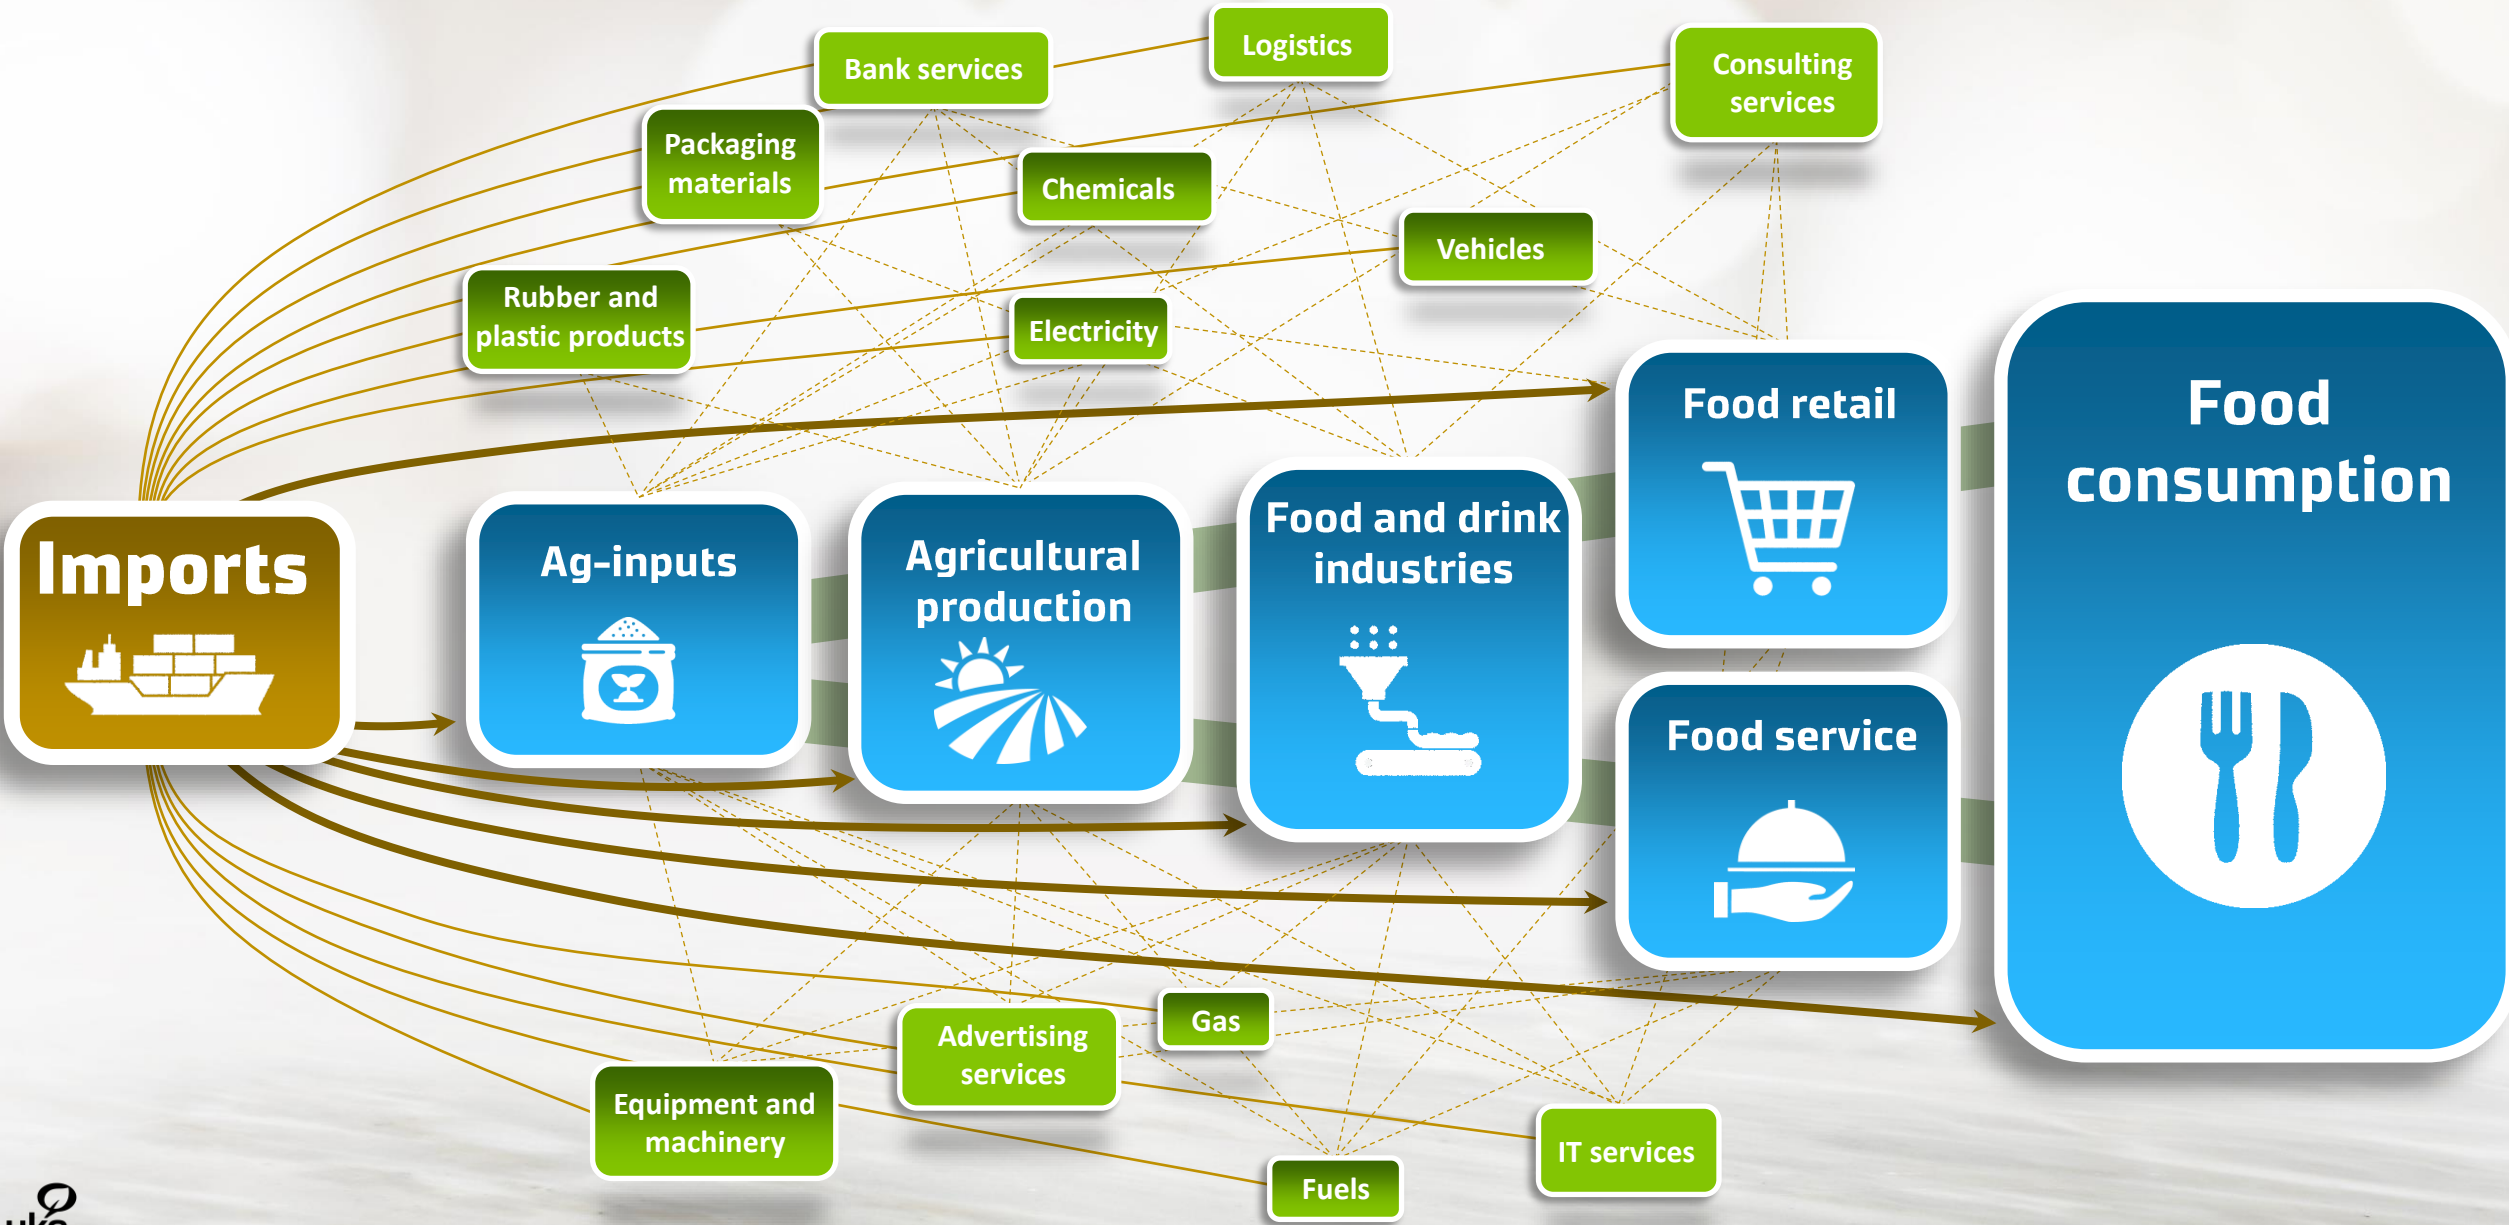 Logistics
Bank services
Consulting
services
Packaging
materials
Chemicals
Vehicles
Rubber and
plastic products
Electricity
Food retail
Food
consumption
Imports
Ag-inputs
Agricultural
production
Food and drink
industries
Food service
Gas
Advertising
services
Equipment and
machinery
IT services
Fuels